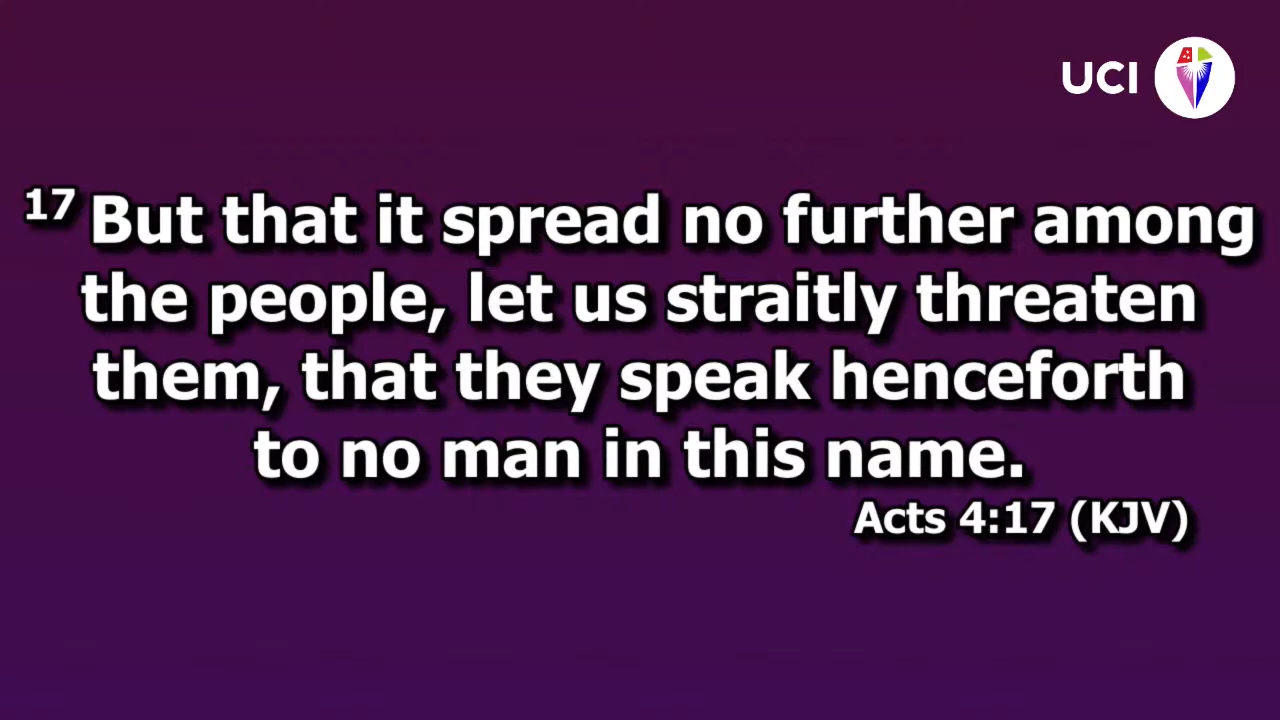 UCI
17 But that it spread no further among
the people, let us straitly threaten
them, that they speak henceforth
to no man in this name.
Acts 4:17 (KJV)